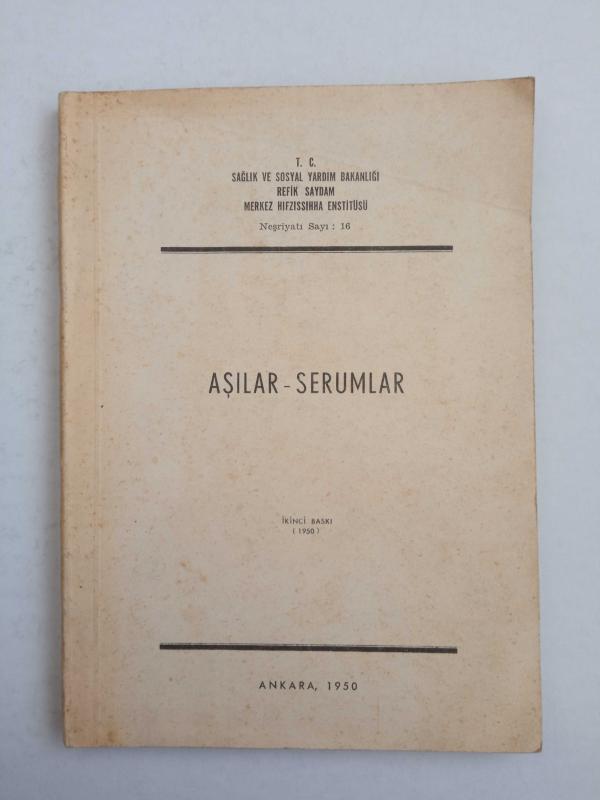 T. C.
SAĞLIK VE SOSYAL YARDIM BAKANLIĞI
REFİK SAYDAM
MERKEZ HIFZISSIHHA ENSTİTÜSÜ
Neşriyatı Sayı : 16
AŞILAR - SERUMLAR
İKİNCİ BASKI
( 1950 )
ANKARA, 1950